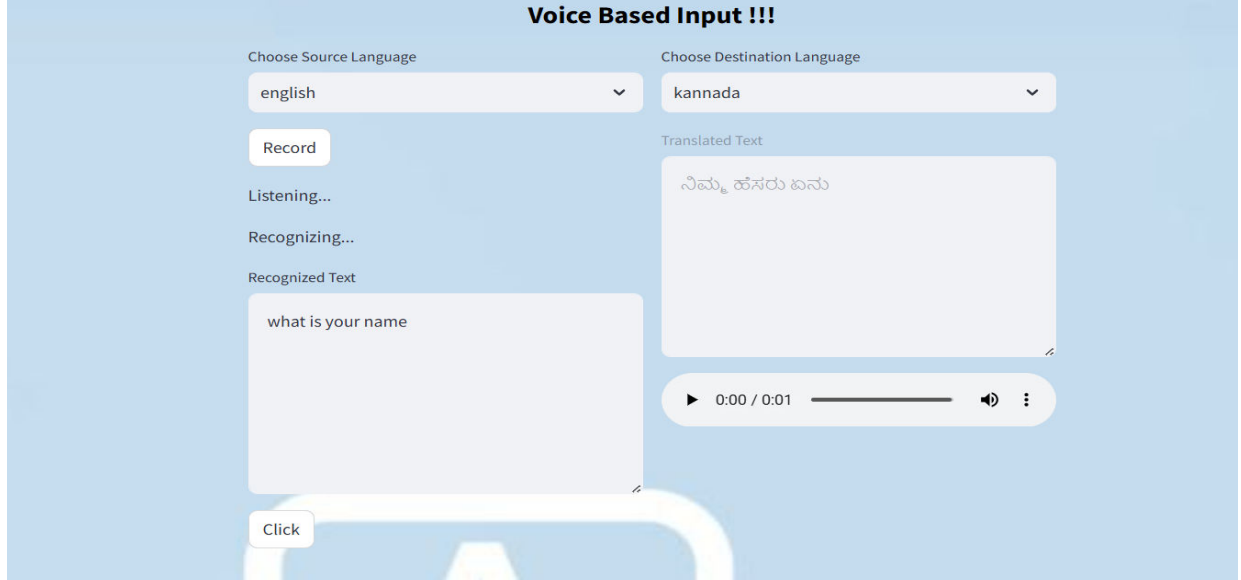 Voice Based Input !!!
Choose Source Language
english
Record
Listening...
Recognizing...
Recognized Text
what is your name
Click
Choose Destination Language
kannada
Translated Text
ನಿಮ್ಮ ಹೆಸರು ಏನು
0:00 / 0:01